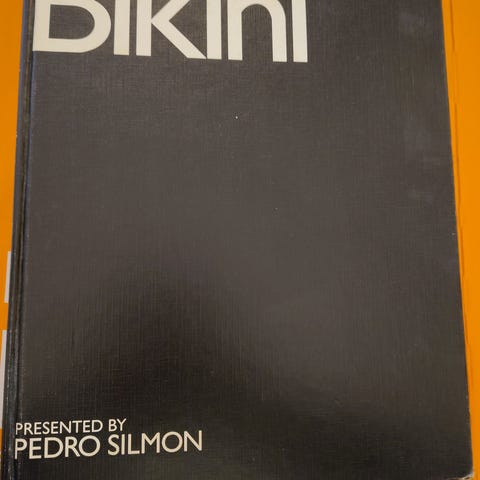 BIKINI
PRESENTED BY
PEDRO SILMON